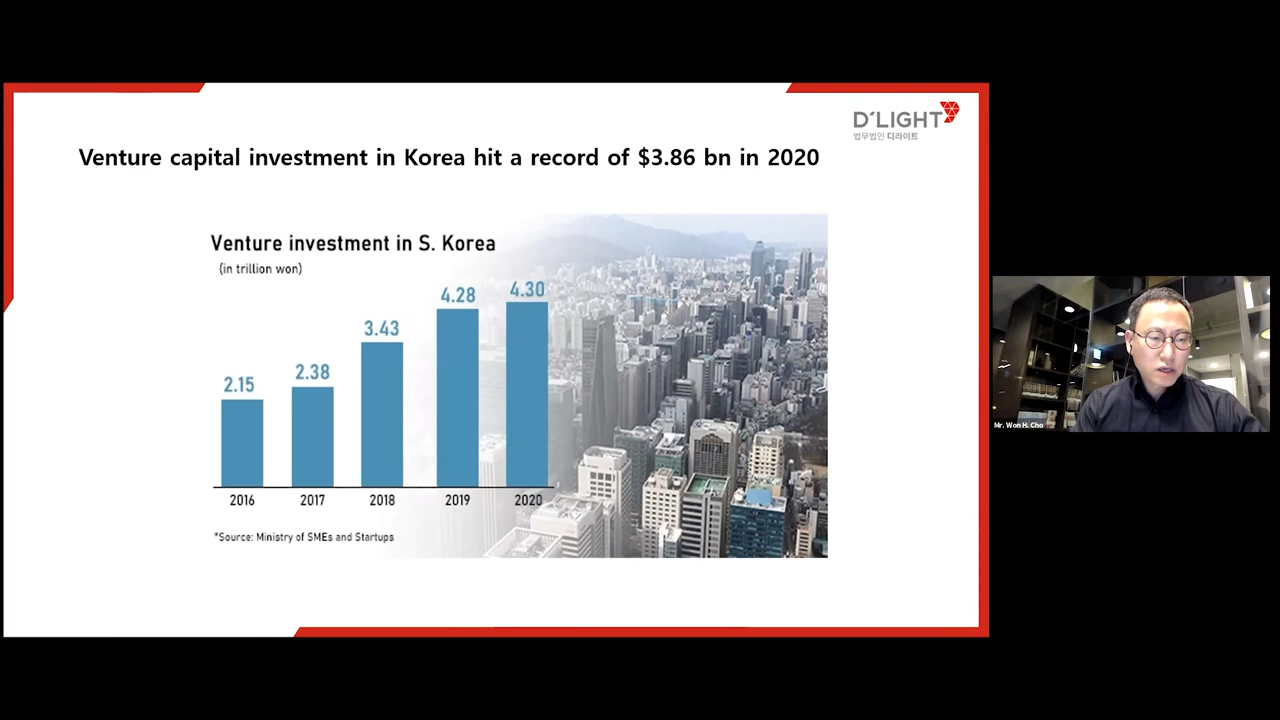 D'LIGHT
법무법인 디라이트
Venture capital investment in Korea hit a record of $3.86 bn in 2020
Venture investment in S. Korea
(in trillion won)
2.15
2.38
3.43
4.28
4.30
2016
2017
2018
2019
2020
*Source: Ministry of SMEs and Startups
Mr. Won H. Cho